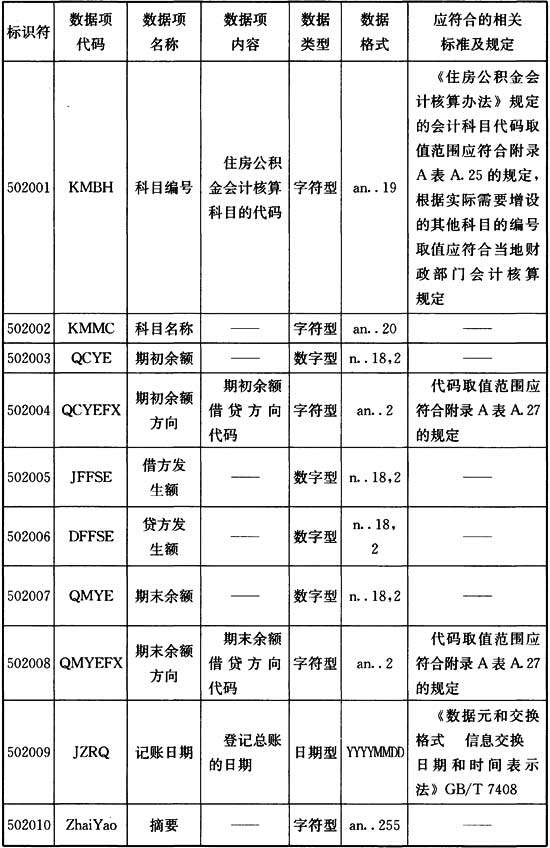 标识符 数据项代码 数据项名称 数据项内容 数据类型 数据格式 应符合的相关标准及规定
502001 KMBH 科目编号 住房公积金会计核算科目的代码 字符型 an..19 《住房公积金会计核算办法》规定的会计科目代码取值范围应符合附录A表A.25的规定，根据实际需要增设的其他科目的编号取值应符合当地财政部门会计核算规定
502002 KMMC 科目名称 —— 字符型 an..20 ——
502003 QCYE 期初余额 —— 数字型 n..18,2 ——
502004 QCYEFX 期初余额方向 期初余额借贷方向代码 字符型 an..2 代码取值范围应符合附录A表A.27的规定
502005 JFFSE 借方发生额 —— 数字型 n..18,2 ——
502006 DFFSE 贷方发生额 —— 数字型 n..18,2 ——
502007 QMYE 期末余额 —— 数字型 n..18,2 ——
502008 QMYEFX 期末余额方向 期末余额借贷方向代码 字符型 an..2 代码取值范围应符合附录A表A.27的规定
502009 JZRQ 记账日期 登记总账的日期 日期型 YYYYMMDD 《数据元和交换格式 信息交换 日期和时间表示法》GB/T 7408
502010 ZhaiYao 摘要 —— 字符型 an..255 ——